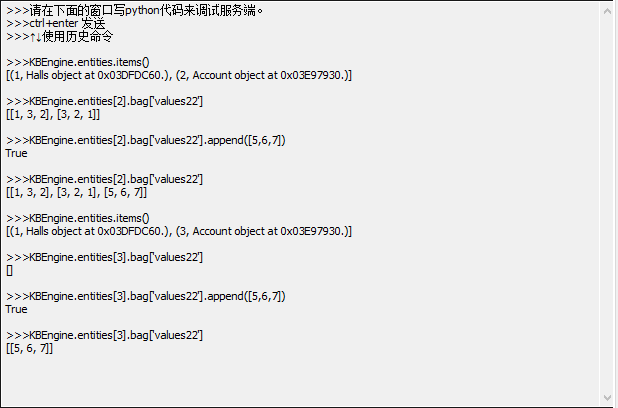 >>>请在下面的窗口写python代码来调试服务端。
>>>ctrl+enter 发送
>>>↑↓使用历史命令
>>>KBEngine.entities.items()
[(1, Halls object at 0x03DFDC60.), (2, Account object at 0x03E97930.)]
>>>KBEngine.entities[2].bag['values22']
[[1, 3, 2], [3, 2, 1]]
>>>KBEngine.entities[2].bag['values22'].append([5,6,7])
True
>>>KBEngine.entities[2].bag['values22']
[[1, 3, 2], [3, 2, 1], [5, 6, 7]]
>>>KBEngine.entities.items()
[(1, Halls object at 0x03DFDC60.), (3, Account object at 0x03E97930.)]
>>>KBEngine.entities[3].bag['values22']
[]
>>>KBEngine.entities[3].bag['values22'].append([5,6,7])
True
>>>KBEngine.entities[3].bag['values22']
[[5, 6, 7]]